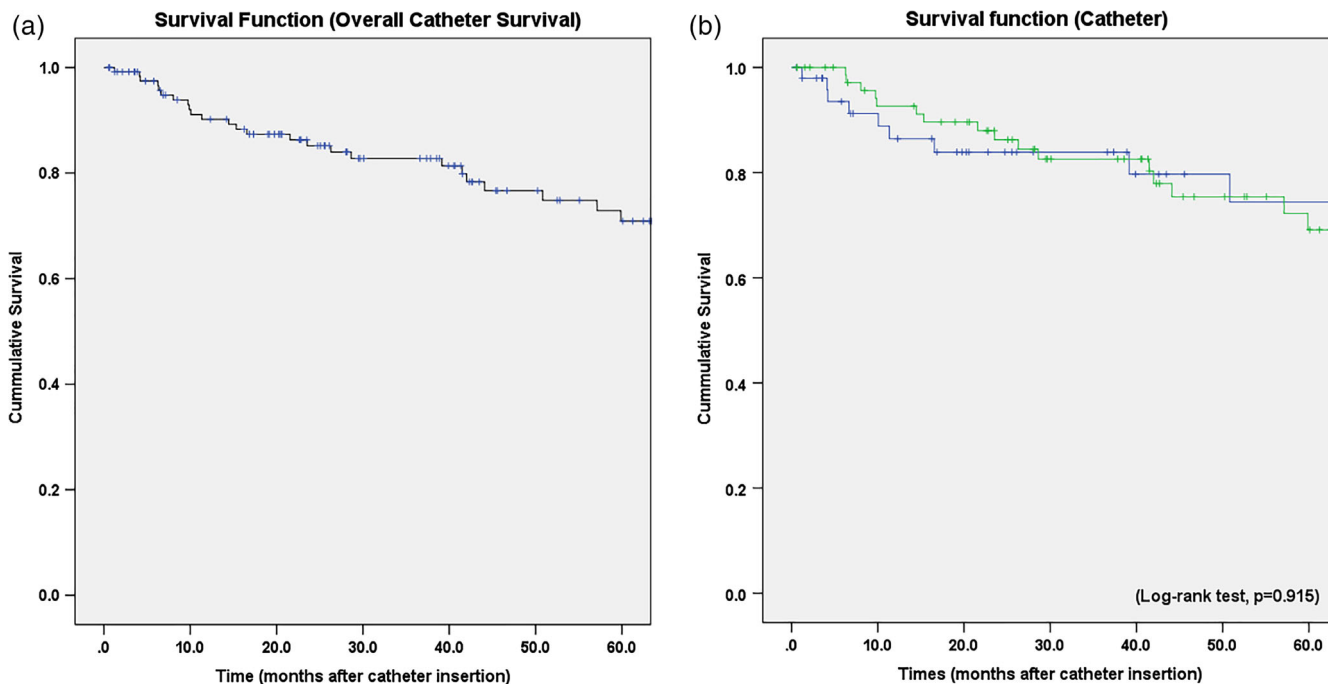 (a)
Survival Function (Overall Catheter Survival)
1.0
0.8
0.6
0.4
0.2
0.0
Cummulative Survival
.0 10.0 20.0 30.0 40.0 50.0 60.0
Time (months after catheter insertion)
(b)
Survival function (Catheter)
1.0
0.8
0.6
0.4
0.2
0.0
Cummulative Survival
(Log-rank test, p=0.915)
.0 10.0 20.0 30.0 40.0 50.0 60.0
Times (months after catheter insertion)